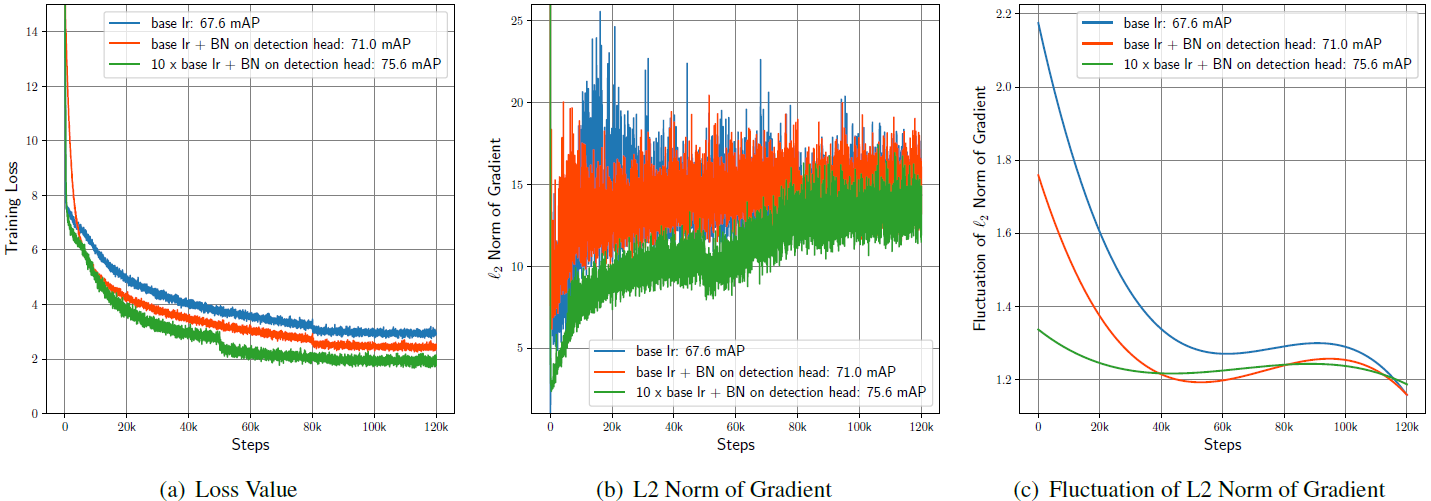 14
12
10
8
6
4
2
0
Training Loss
base lr: 67.6 mAP
base lr + BN on detection head: 71.0 mAP
10 x base lr + BN on detection head: 75.6 mAP
0 20k 40k 60k 80k 100k 120k
Steps
(a) Loss Value
25
20
15
10
5
ℓ2 Norm of Gradient
base lr: 67.6 mAP
base lr + BN on detection head: 71.0 mAP
10 x base lr + BN on detection head: 75.6 mAP
0 20k 40k 60k 80k 100k 120k
Steps
(b) L2 Norm of Gradient
2.2
2.0
1.8
1.6
1.4
1.2
Fluctuation of ℓ2 Norm of Gradient
base lr: 67.6 mAP
base lr + BN on detection head: 71.0 mAP
10 x base lr + BN on detection head: 75.6 mAP
0 20k 40k 60k 80k 100k 120k
Steps
(c) Fluctuation of L2 Norm of Gradient